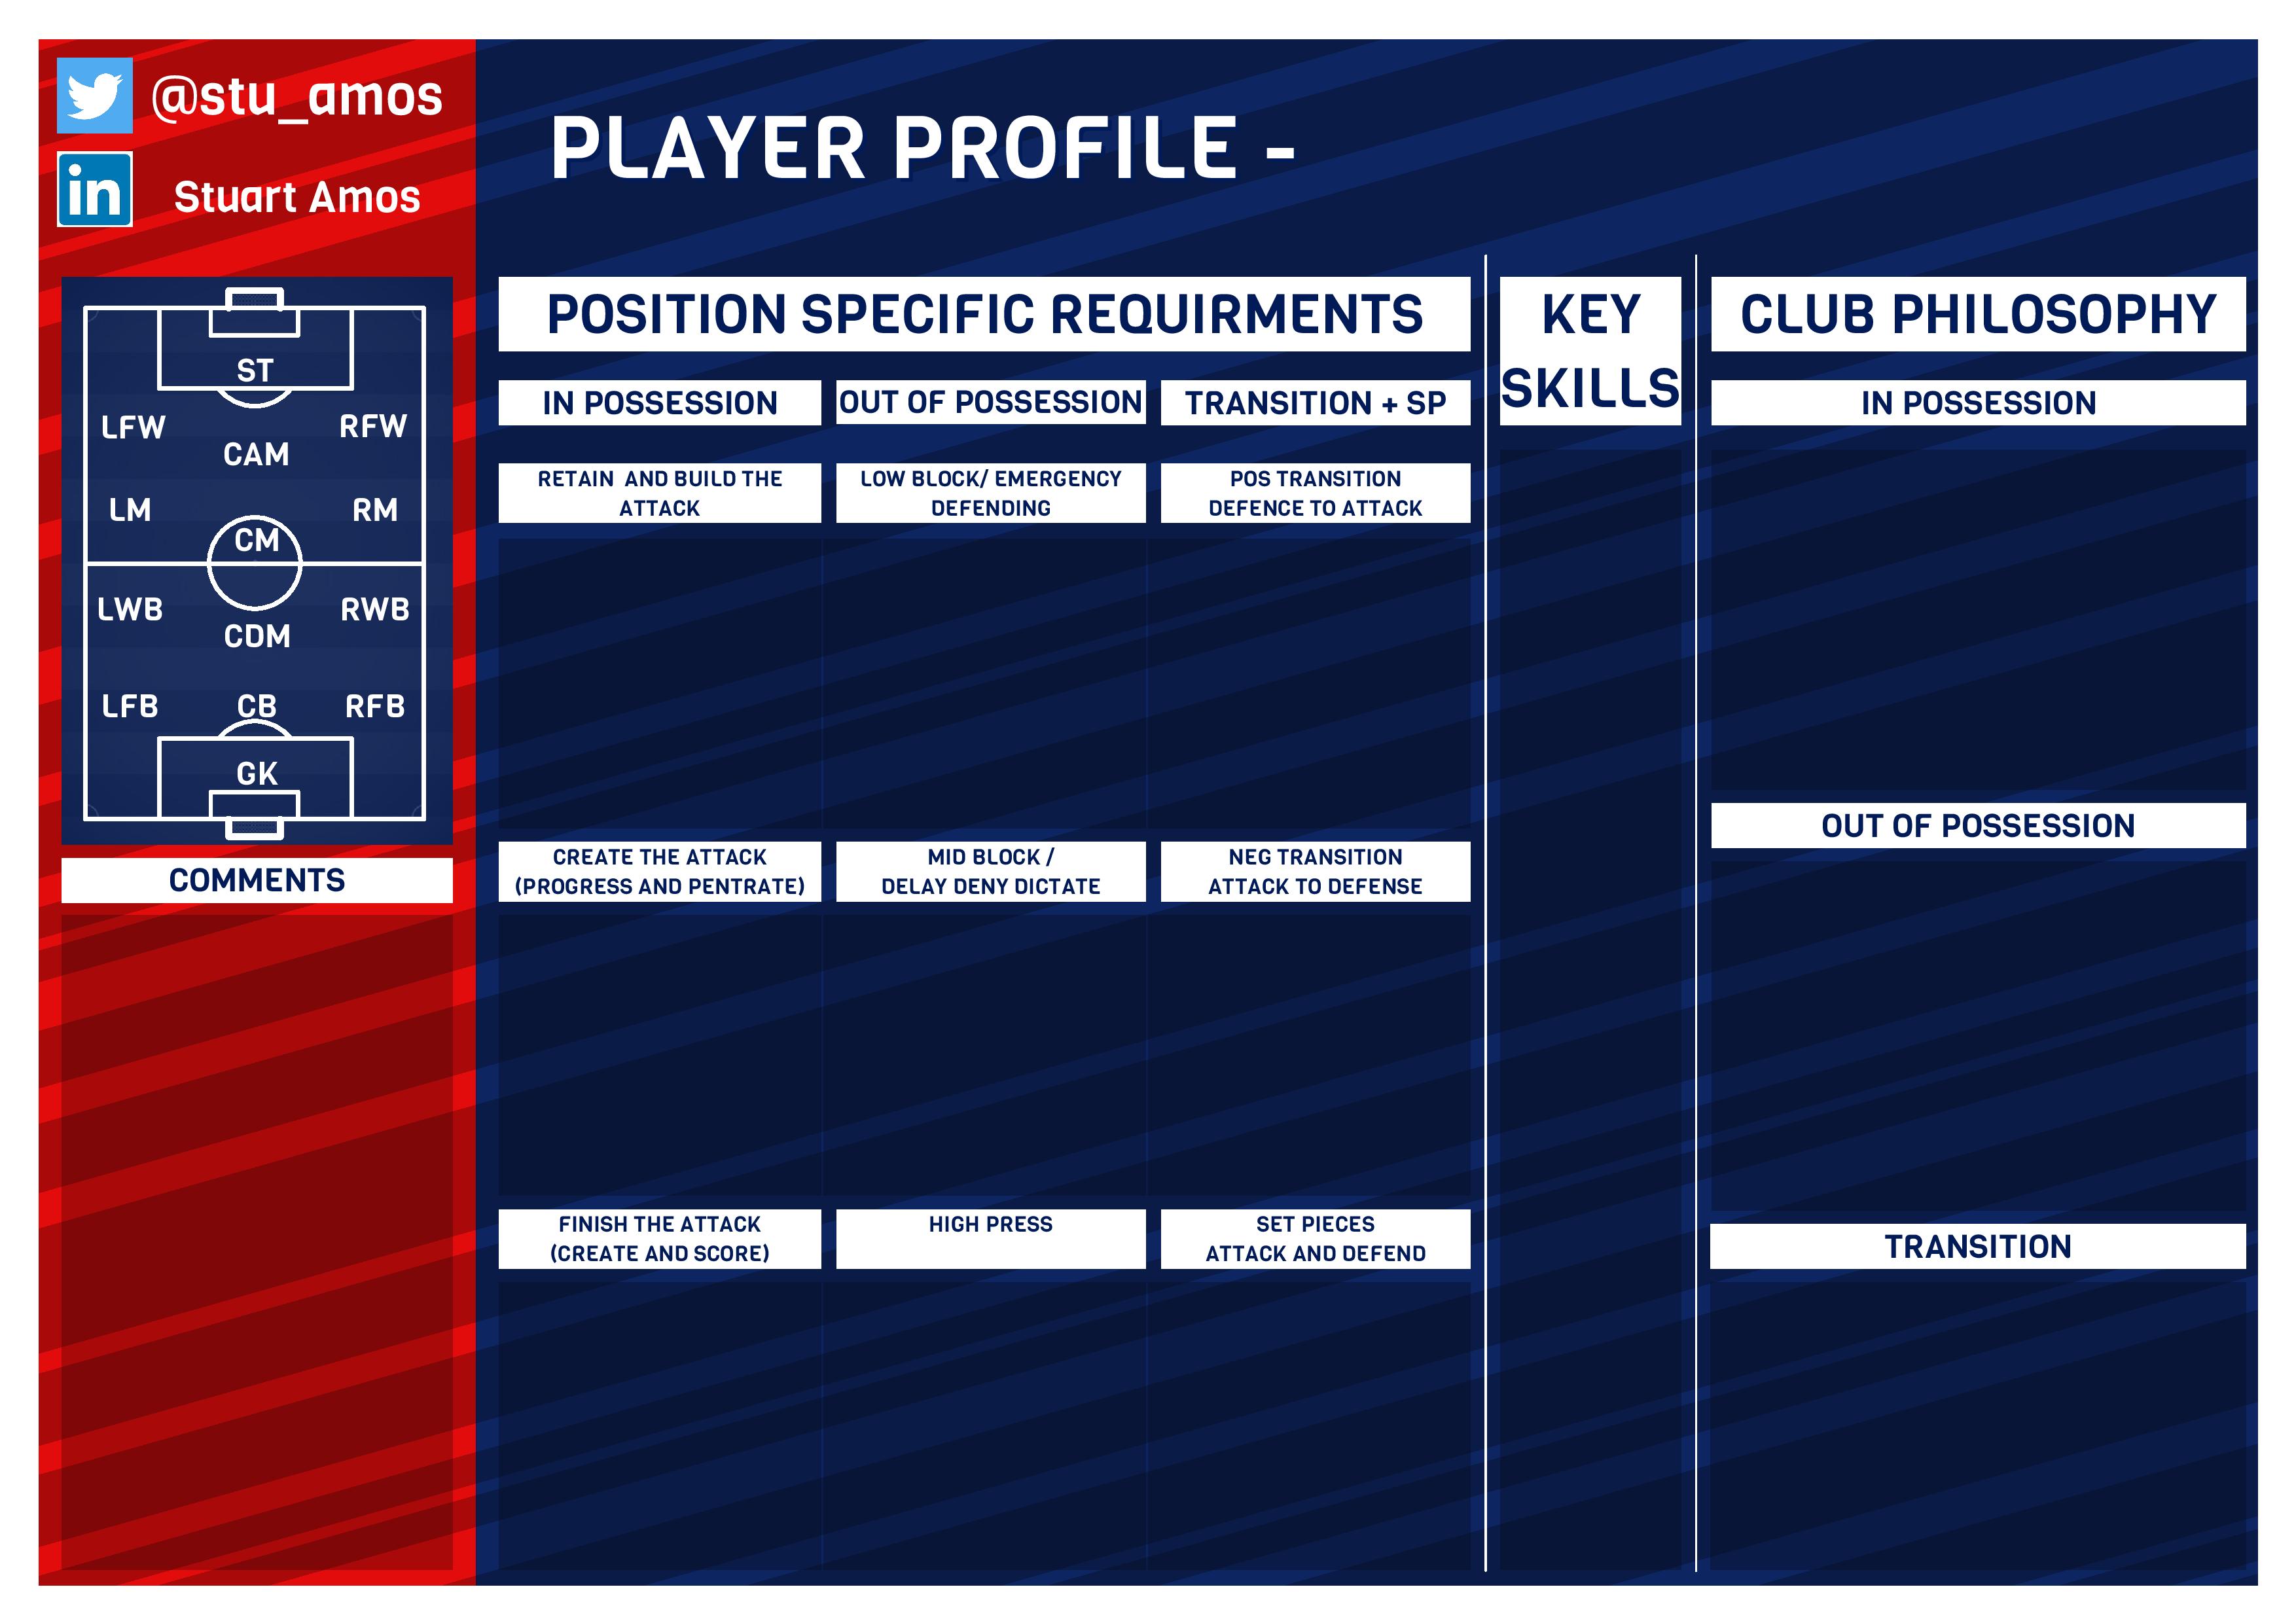 @stu_amos
in
Stuart Amos
PLAYER PROFILE -
ST
LFW
RFW
CAM
LM
RM
CM
LWB
RWB
CDM
LFB
CB
RFB
GK
COMMENTS
POSITION SPECIFIC REQUIRMENTS
IN POSSESSION
OUT OF POSSESSION
TRANSITION + SP
RETAIN AND BUILD THE
ATTACK
LOW BLOCK/ EMERGENCY
DEFENDING
POS TRANSITION
DEFENCE TO ATTACK
CREATE THE ATTACK
(PROGRESS AND PENTRATE)
MID BLOCK /
DELAY DENY DICTATE
NEG TRANSITION
ATTACK TO DEFENSE
FINISH THE ATTACK
(CREATE AND SCORE)
HIGH PRESS
SET PIECES
ATTACK AND DEFEND
KEY
SKILLS
CLUB PHILOSOPHY
IN POSSESSION
OUT OF POSSESSION
TRANSITION